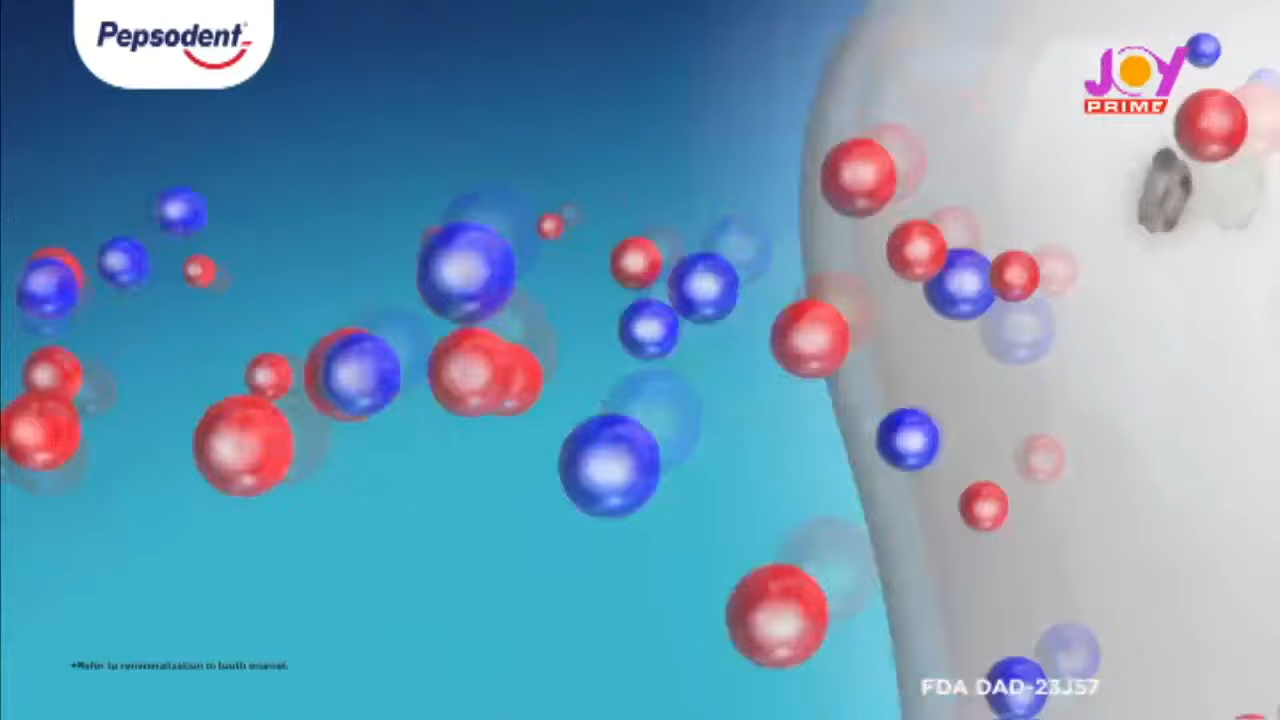 Pepsodent
JOY
PRIME
*Refer to remineralization in tooth enamel.
FDA DAD-23J57